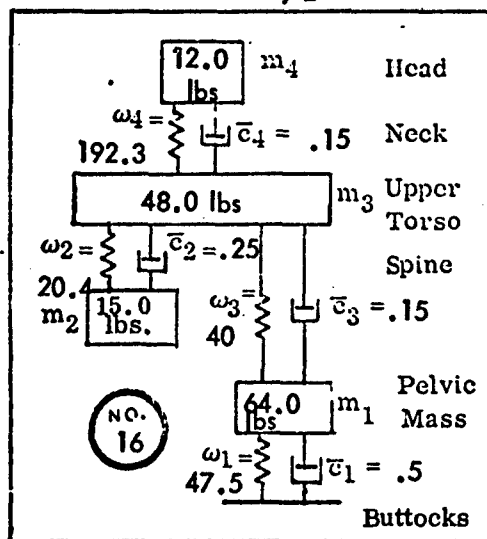 12.0
lbs
m4
Head
ω4=
192.3
c̄4 = .15
Neck
48.0 lbs
m3
Upper
Torso
ω2=
20.4
c̄2=.25
Spine
m2
15.0
lbs.
ω3=
40
c̄3
=.15
64.0
lbs
m1
Pelvic
Mass
NO.
16
ω1=
47.5
c̄1 = .5
Buttocks